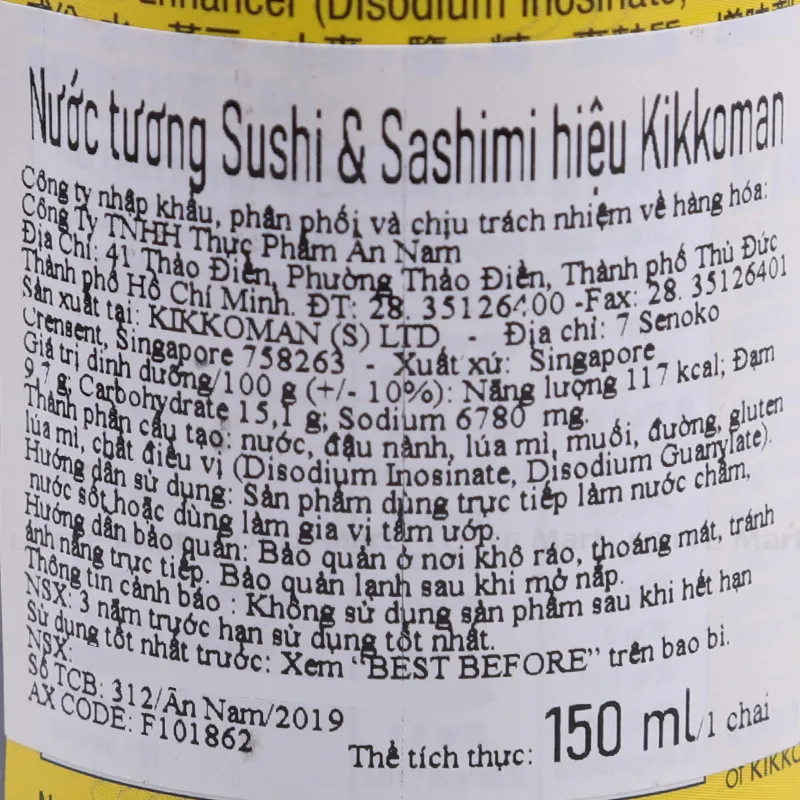 Enhancer (Disodium Inosinate,
Nước tương Sushi & Sashimi hiệu Kikkoman
Công ty nhập khẩu, phân phối và chịu trách nhiệm về hàng hóa:
Công Ty TNHH Thực Phẩm An Nam
Địa Chỉ: 41 Thảo Điền, Phường Thảo Điền, Thành phố Thủ Đức
Thành phố Hồ Chí Minh. ĐT: 28. 35126400 -Fax: 28. 35126401
Sản xuất tại: KIKKOMAN (S) LTD, - Địa chỉ: 7 Senoko
Crensent, Singapore 758263 - Xuất xứ: Singapore
Giá trị dinh dưỡng/100 g (+/- 10%): Năng lượng 117 kcal; Đạm
9.7 g; Carbohydrate 15,1 g; Sodium 6780 mg.
Thành phần cấu tạo: nước, đậu nành, lúa mì, muối, đường, gluten
lúa mì, chất điều vị (Disodium Inosinate, Disodium Guanylate).
Hướng dẫn sử dụng: Sản phẩm dùng trực tiếp làm nước chấm,
nước sốt hoặc dùng làm gia vị tẩm ướp.
Hướng dẫn bảo quản: Bảo quản ở nơi khô ráo, thoáng mát, tránh
ánh nắng trực tiếp. Bảo quản lạnh sau khi mở nắp.
Thông tin cảnh báo : Không sử dụng sản phẩm sau khi hết hạn
NSX: 3 năm trước hạn sử dụng tốt nhất.
Sử dụng tốt nhất trước: Xem "BEST BEFORE" trên bao bì.
NSX:
Số TCB: 312/Ân Nam/2019
AX CODE: F101862
Thể tích thực: 150 ml/1 chai
of KIKKO